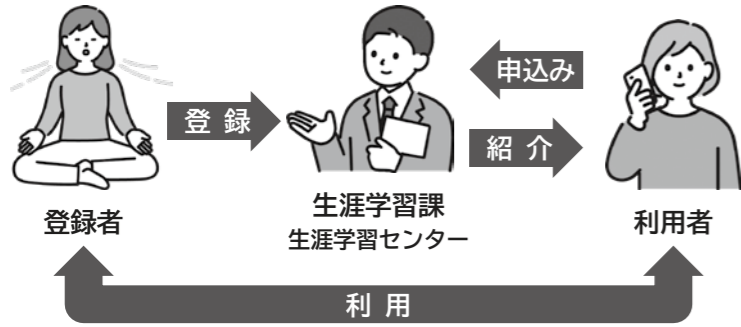 登録
申込み
紹介
登録者
生涯学習課
生涯学習センター
利用者
利用